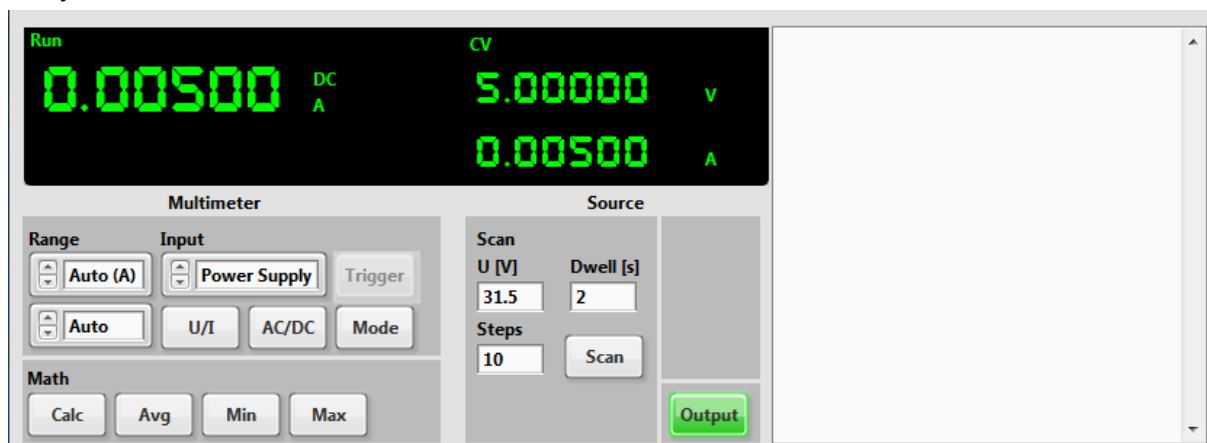 Run
CV
0.00500 DC A
5.00000 V
0.00500 A
Multimeter
Source
Range Input
Auto (A) Power Supply Trigger
Auto U/I AC/DC Mode
Math
Calc Avg Min Max
Scan
U [V] Dwell [s]
31.5 2
Steps
10 Scan
Output